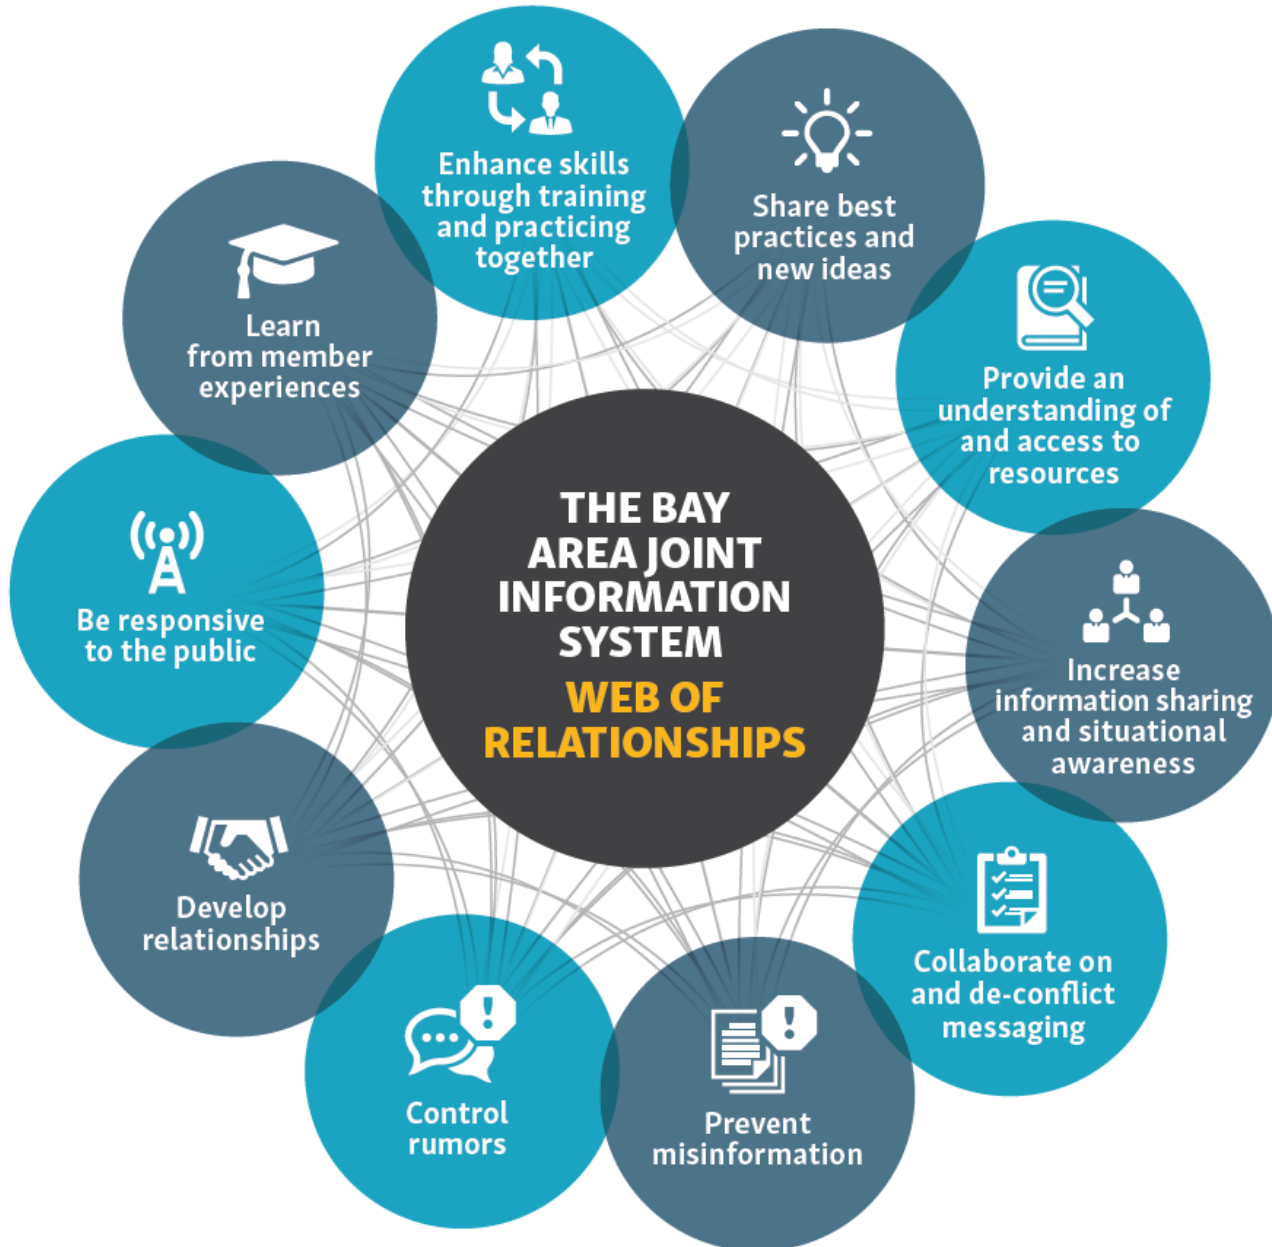 Enhance skills
through training
and practicing
together
Share best
practices and
new ideas
Provide an
understanding of
and access to
resources
Increase
information sharing
and situational
awareness
Collaborate on
and de-conflict
messaging
Prevent
misinformation
Control
rumors
Develop
relationships
Be responsive
to the public
Learn
from member
experiences
THE BAY
AREA JOINT
INFORMATION
SYSTEM
WEB OF
RELATIONSHIPS